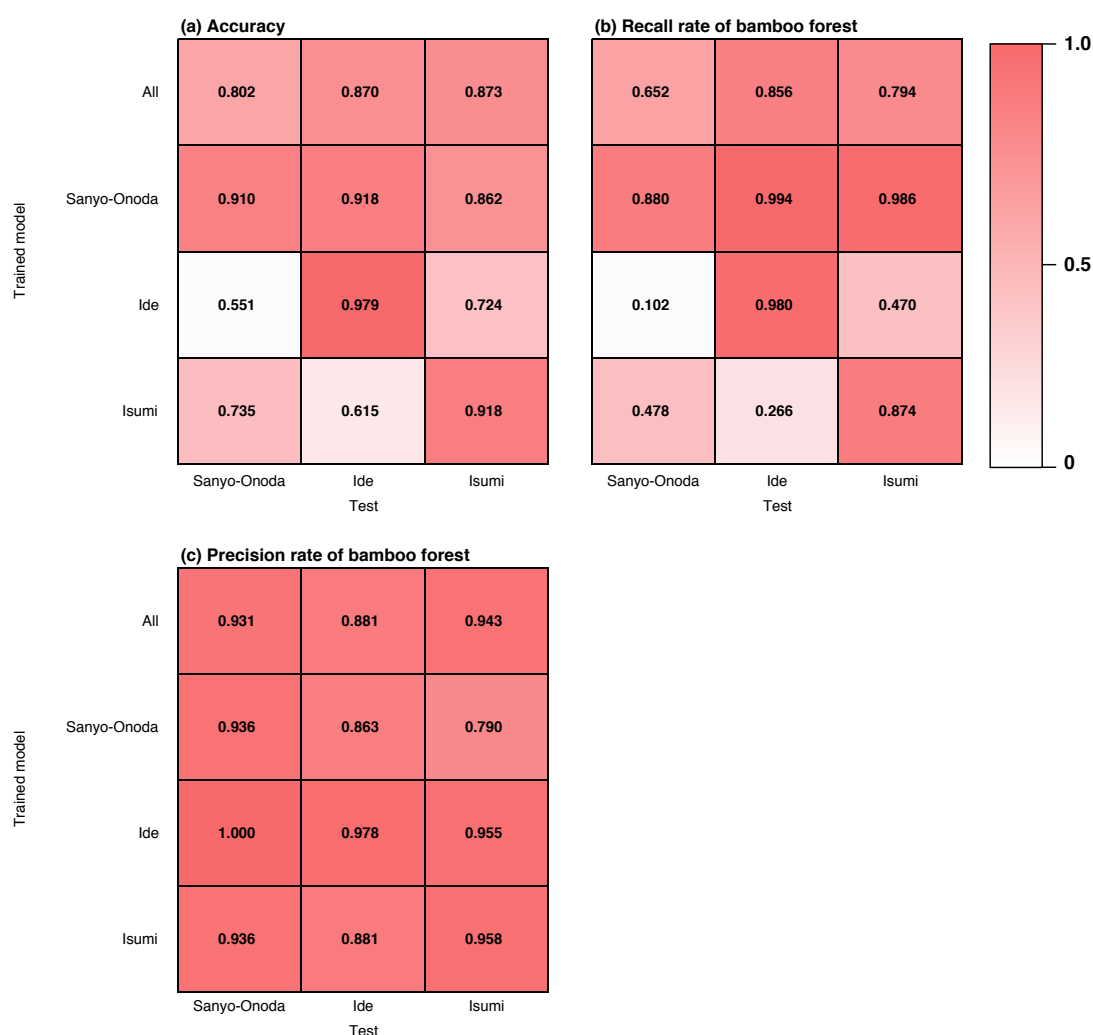 (a) Accuracy
(b) Recall rate of bamboo forest
1.0
0.5
0
Trained model
All
0.802 0.870 0.873
Sanyo-Onoda
0.910 0.918 0.862
Ide
0.551 0.979 0.724
Isumi
0.735 0.615 0.918
Sanyo-Onoda Ide Isumi
Test
0.652 0.856 0.794
0.880 0.994 0.986
0.102 0.980 0.470
0.478 0.266 0.874
Sanyo-Onoda Ide Isumi
Test
(c) Precision rate of bamboo forest
Trained model
All
0.931 0.881 0.943
Sanyo-Onoda
0.936 0.863 0.790
Ide
1.000 0.978 0.955
Isumi
0.936 0.881 0.958
Sanyo-Onoda Ide Isumi
Test